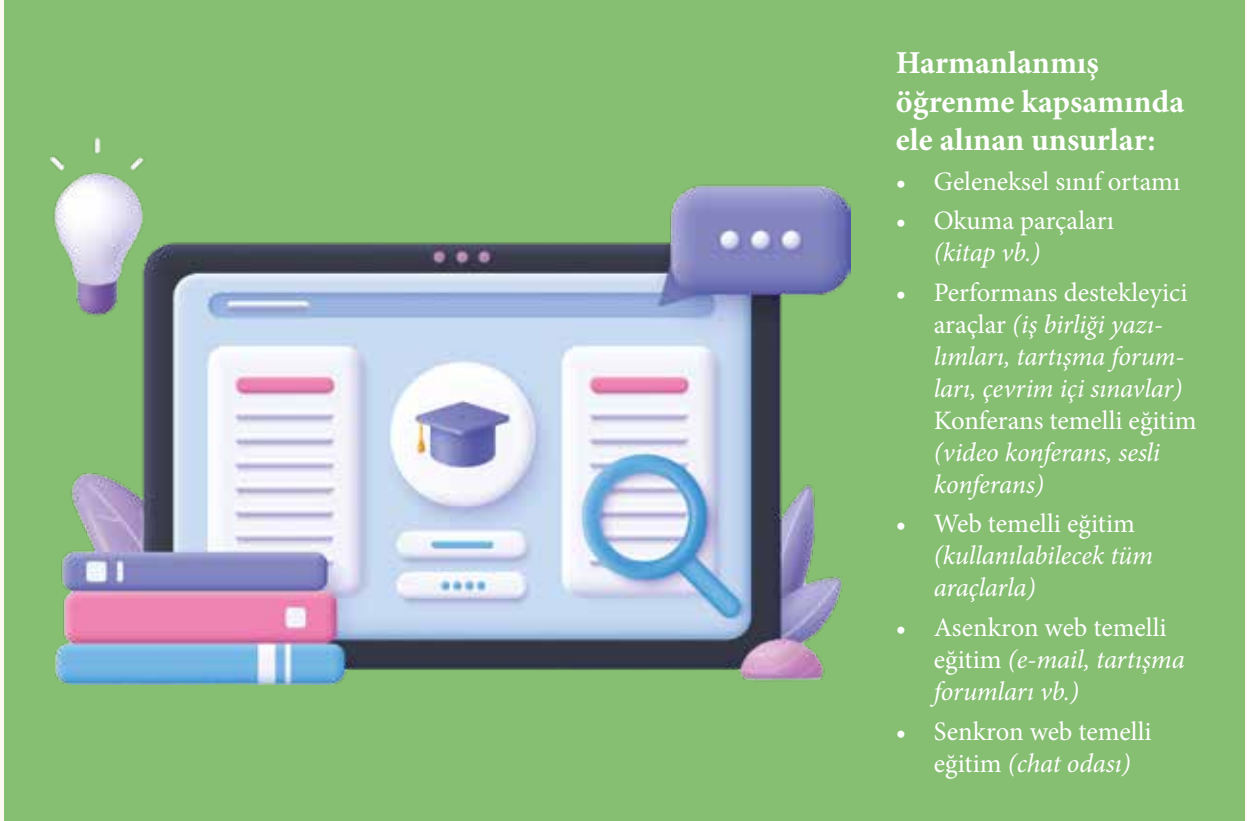 Harmanlanmış
öğrenme kapsamında
ele alınan unsurlar:
• Geleneksel sınıf ortamı
• Okuma parçaları
(kitap vb.)
• Performans destekleyici
araçlar (iş birliği yazı-
lımları, tartışma forum-
ları, çevrim içi sınavlar)
Konferans temelli eğitim
(video konferans, sesli
konferans)
• Web temelli eğitim
(kullanılabilecek tüm
araçlarla)
• Asenkron web temelli
eğitim (e-mail, tartışma
forumları vb.)
• Senkron web temelli
eğitim (chat odası)